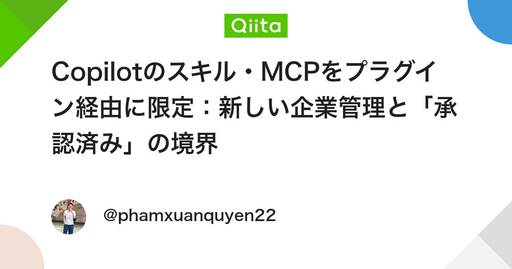 Qiita
Copilotのスキル・MCPをプラグイ
ン経由に限定：新しい企業管理と「承
認済み」の境界
@phamxuanquyen22